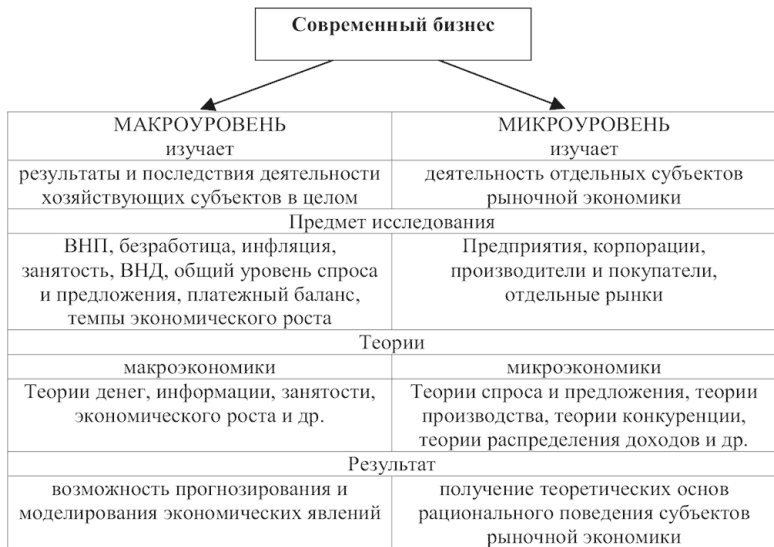 Современный бизнес
МАКРОУРОВЕНЬ
изучает
МИКРОУРОВЕНЬ
изучает
результаты и последствия деятельности
хозяйствующих субъектов в целом
деятельность отдельных субъектов
рыночной экономики
Предмет исследования
ВНП, безработица, инфляция,
занятость, ВНД, общий уровень спроса
и предложения, платежный баланс,
темпы экономического роста
Предприятия, корпорации,
производители и покупатели,
отдельные рынки
Теории
макроэкономики
микроэкономики
Теории денег, информации, занятости,
экономического роста и др.
Теории спроса и предложения, теории
производства, теории конкуренции,
теории распределения доходов и др.
Результат
возможность прогнозирования и
моделирования экономических явлений
получение теоретических основ
рационального поведения субъектов
рыночной экономики